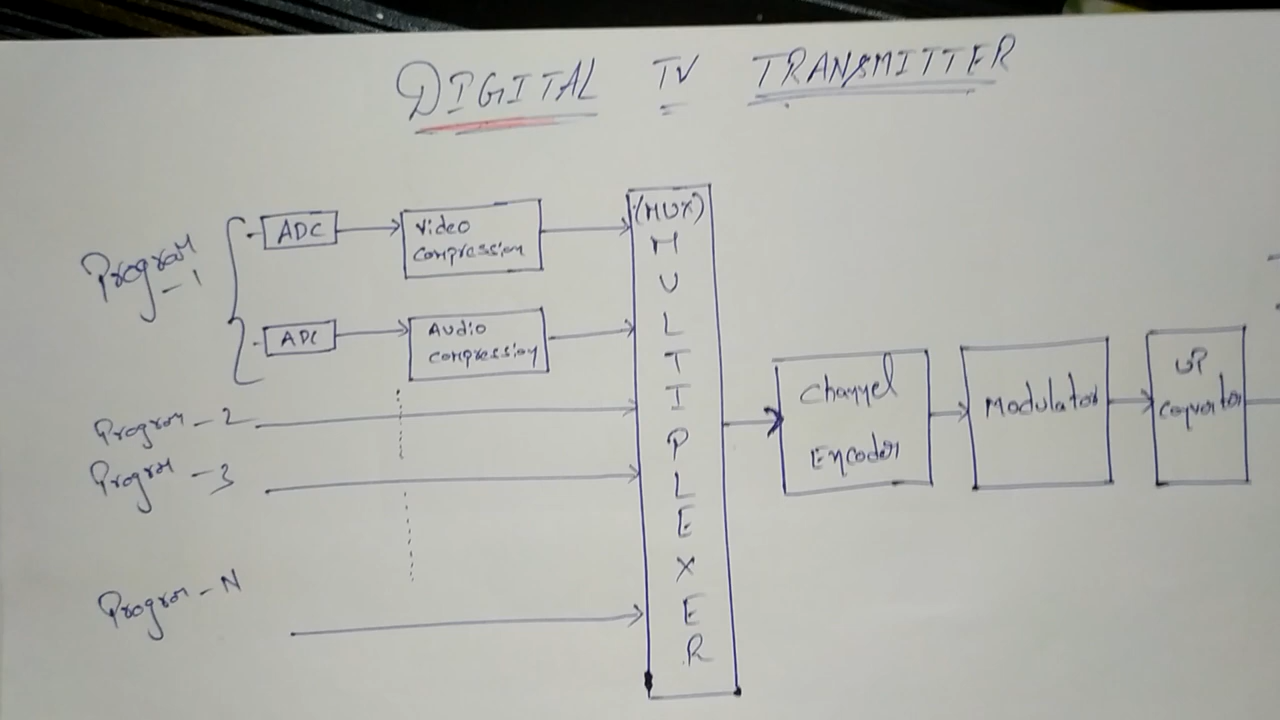 DIGITAL TV TRANSMITTER
Program
-1
ADC
Video
compression
ADC
Audio
compression
Program - 2
Program - 3
Program - N
(MUX)
M
U
L
T
I
P
L
E
X
E
R
Channel
Encoder
Modulator
UP
Convertor